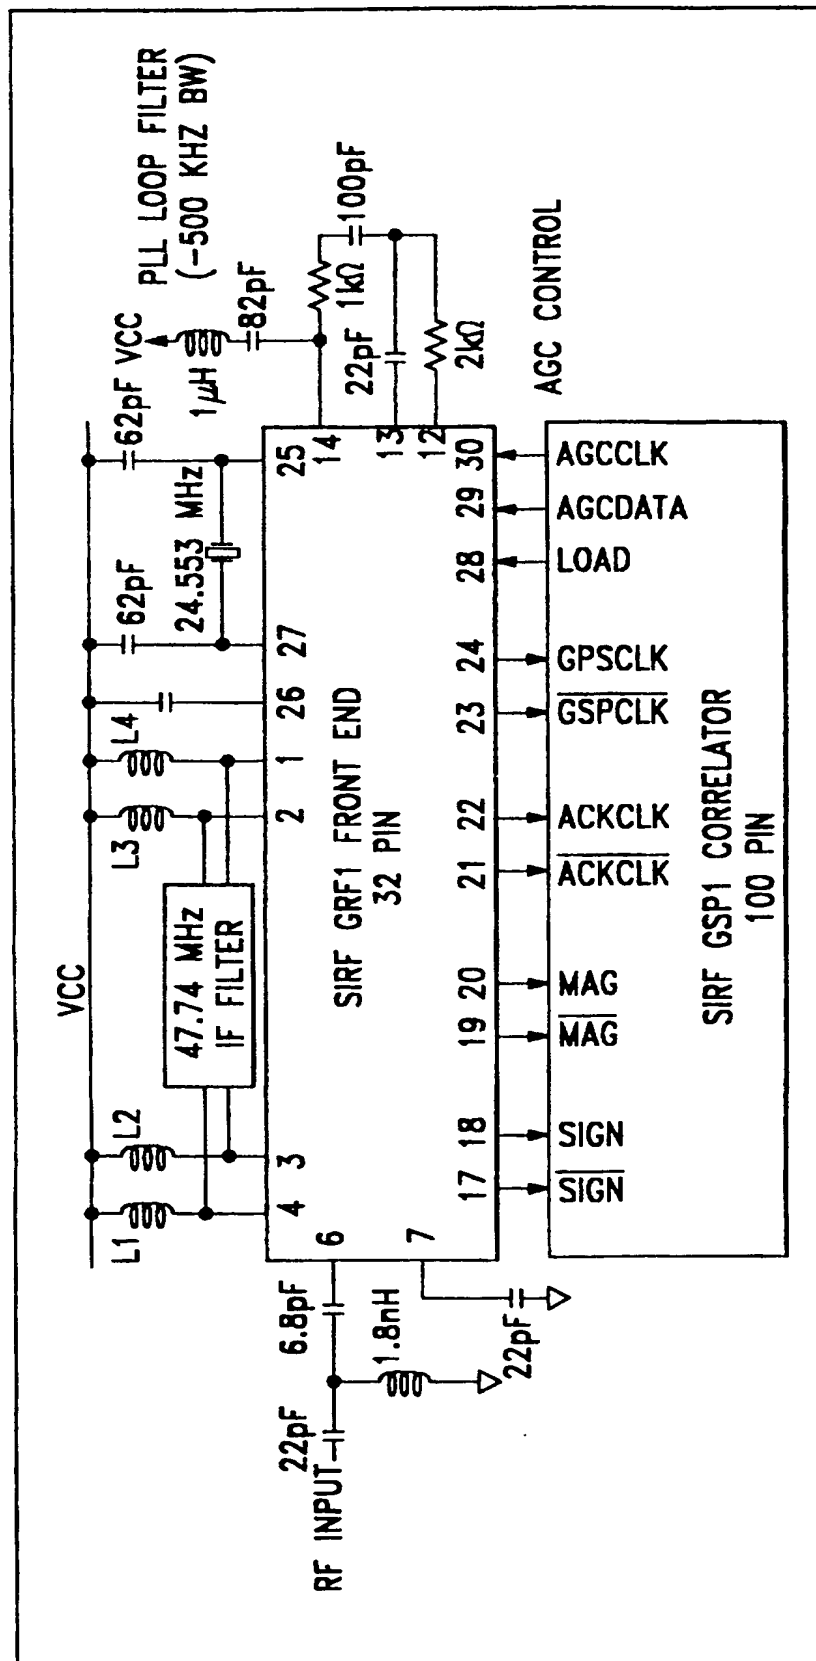 PLL LOOP FILTER
(-500 KHZ BW)
VCC
1μH
82pF
1kΩ
100pF
22pF
2kΩ
AGC CONTROL
VCC
L1
L2
L3
L4
62pF
62pF
24.553 MHz
47.74 MHz
IF FILTER
4
3
2
1
26
27
25
14
13
12
6
7
SIRF GRF1 FRONT END
32 PIN
RF INPUT
22pF
6.8pF
1.8nH
22pF
17
18
19
20
21
22
23
24
28
29
30
SIGN
SIGN
MAG
MAG
ACKCLK
ACKCLK
GSPCLK
GPSCLK
LOAD
AGCDATA
AGCCLK
SIRF GSP1 CORRELATOR
100 PIN